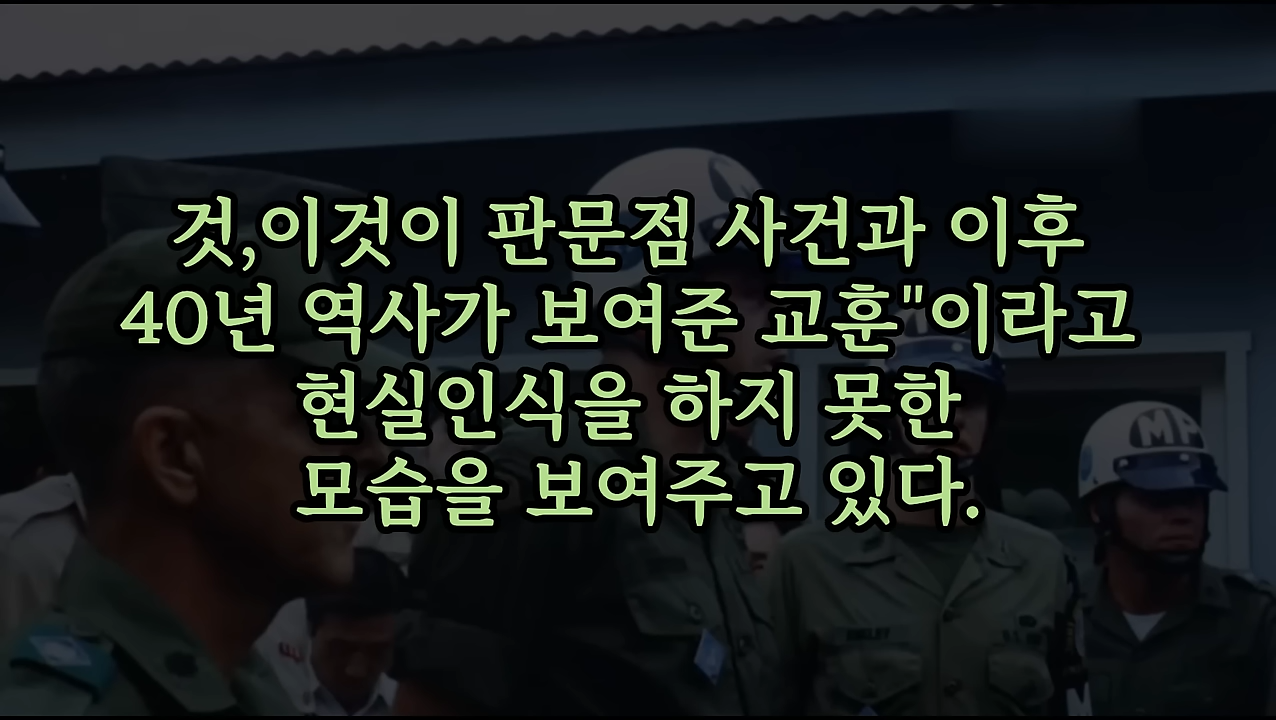 것,이것이 판문점 사건과 이후
40년 역사가 보여준 교훈"이라고
현실인식을 하지 못한
모습을 보여주고 있다.
MP